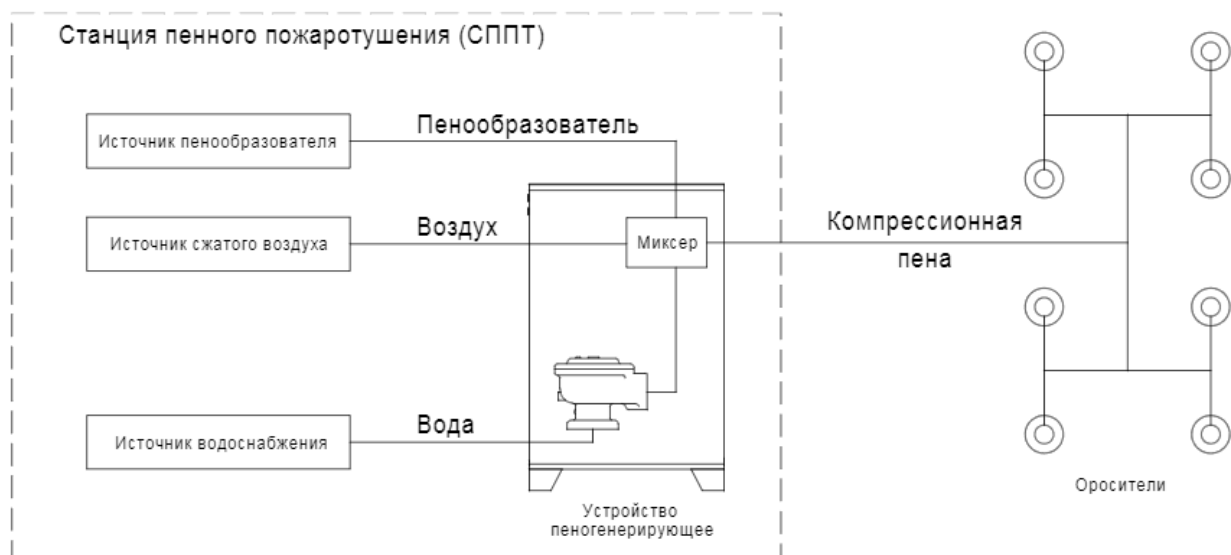 Станция пенного пожаротушения (СППТ)
Источник пенообразователя
Пенообразователь
Источник сжатого воздуха
Воздух
Миксер
Компрессионная
пена
Источник водоснабжения
Вода
Устройство
пеногенерирующее
Оросители